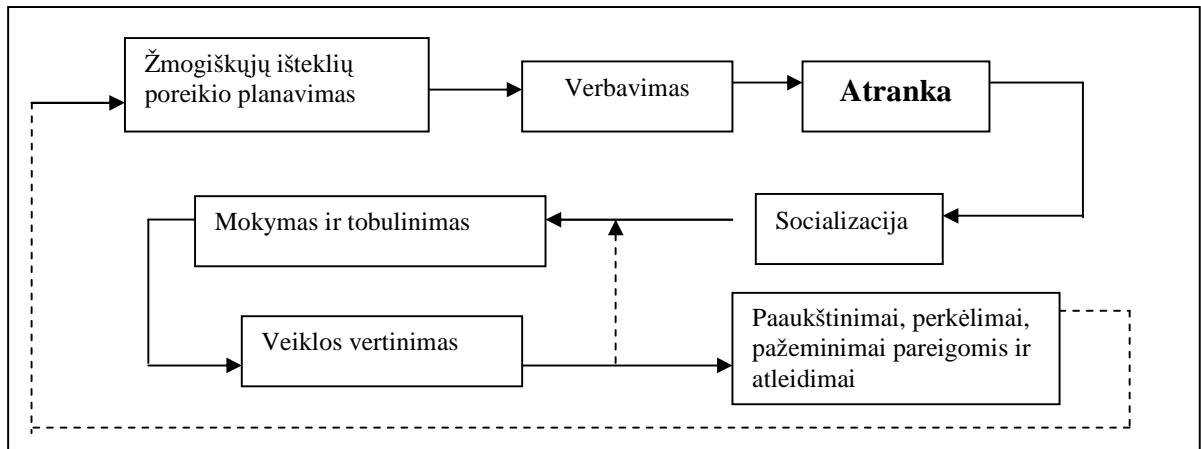 Žmogiškųjų išteklių
poreikio planavimas
Verbavimas
Atranka
Socializacija
Mokymas ir tobulinimas
Veiklos vertinimas
Paaukštinimai, perkėlimai,
pažeminimai pareigomis ir
atleidimai